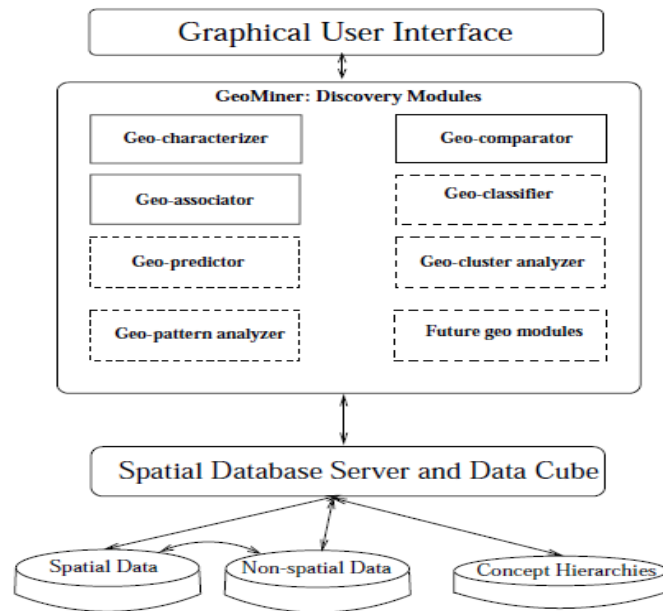 Graphical User Interface
GeoMiner: Discovery Modules
Geo-characterizer
Geo-comparator
Geo-associator
Geo-classifier
Geo-predictor
Geo-cluster analyzer
Geo-pattern analyzer
Future geo modules
Spatial Database Server and Data Cube
Spatial Data
Non-spatial Data
Concept Hierarchies